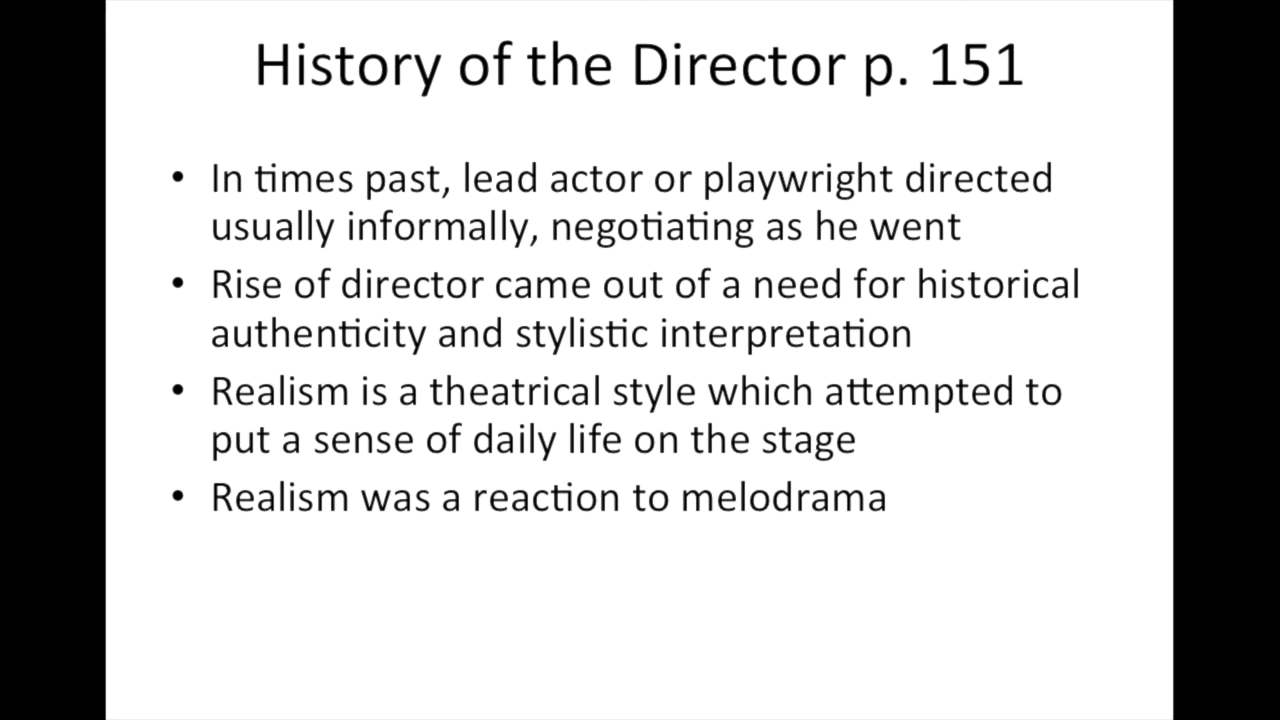 History of the Director p. 151
• In times past, lead actor or playwright directed
usually informally, negotiating as he went
• Rise of director came out of a need for historical
authenticity and stylistic interpretation
• Realism is a theatrical style which attempted to
put a sense of daily life on the stage
• Realism was a reaction to melodrama